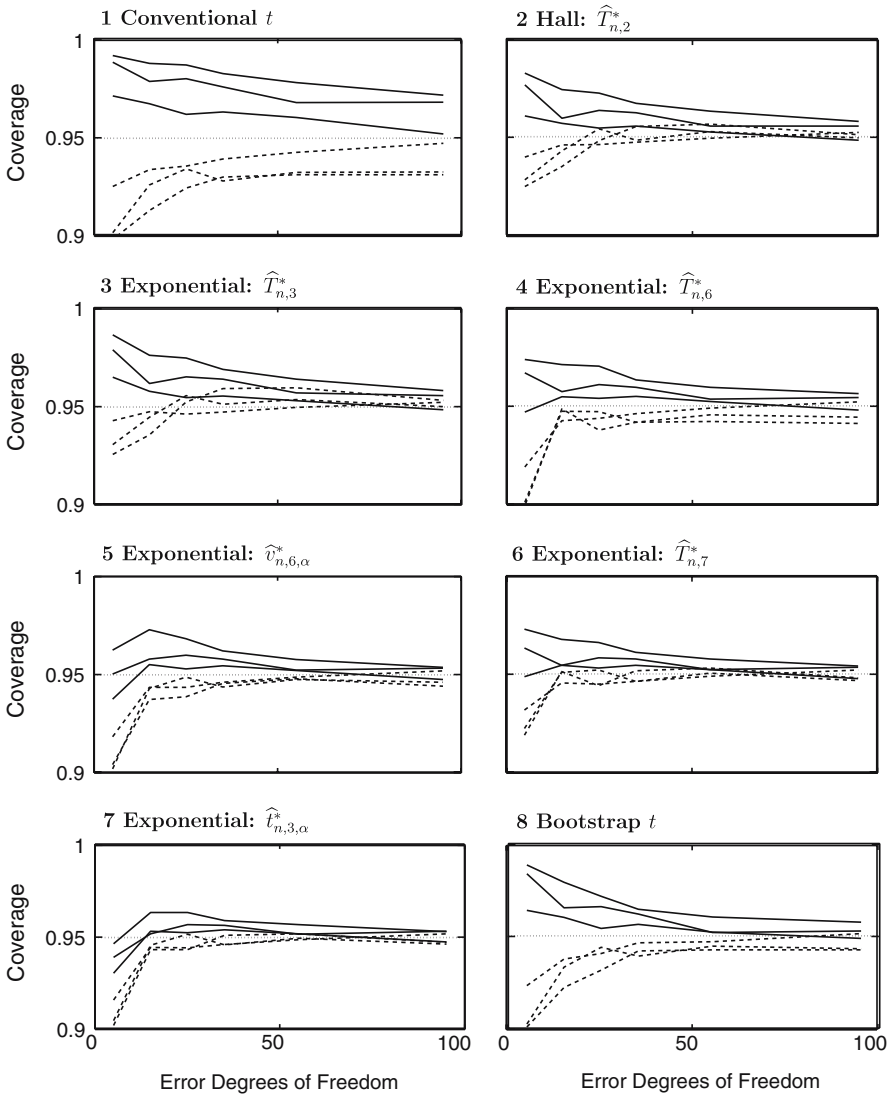 1 Conventional t
2 Hall: T̂*n,2
1
0.95
0.9
Coverage
3 Exponential: T̂*n,3
4 Exponential: T̂*n,6
1
0.95
0.9
Coverage
5 Exponential: v̂*n,6,α
6 Exponential: T̂*n,7
1
0.95
0.9
Coverage
7 Exponential: t̂*n,3,α
8 Bootstrap t
1
0.95
0.9
Coverage
0 50 100
0 50 100
Error Degrees of Freedom
Error Degrees of Freedom